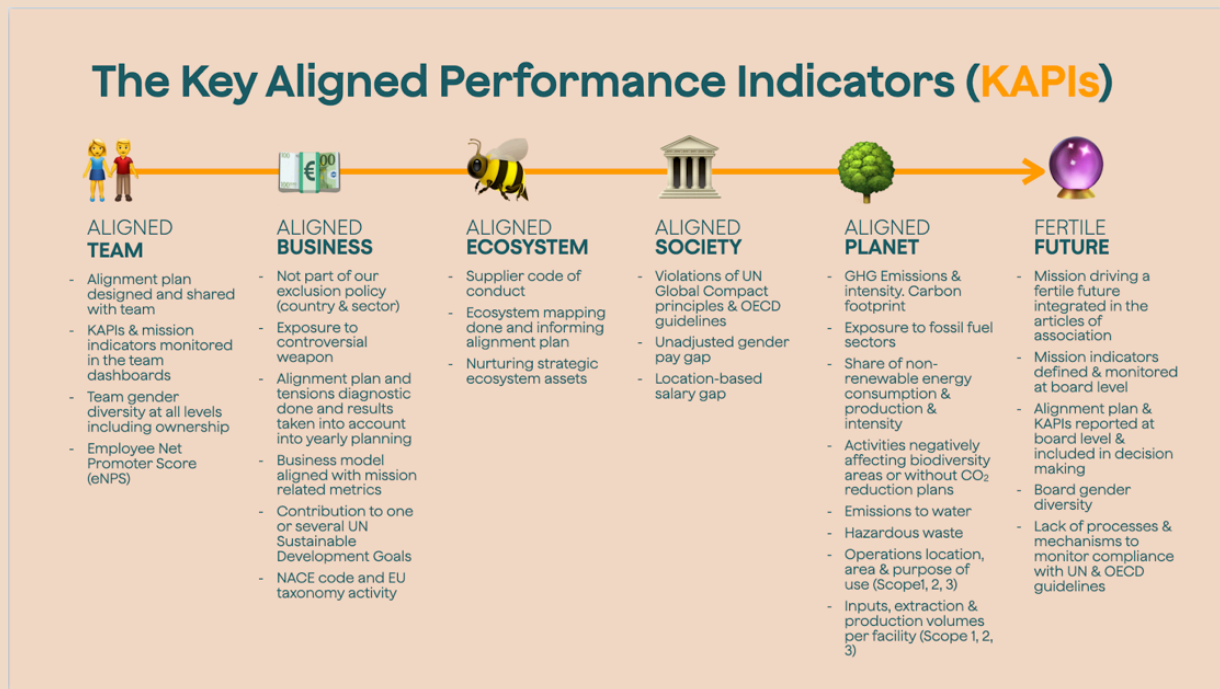 The Key Aligned Performance Indicators (KAPIs)
ALIGNED
TEAM
- Alignment plan
designed and shared
with team
- KAPIs & mission
indicators monitored
in the team
dashboards
- Team gender
diversity at all levels
including ownership
- Employee Net
Promoter Score
(eNPS)
ALIGNED
BUSINESS
- Not part of our
exclusion policy
(country & sector)
- Exposure to
controversial
weapon
- Alignment plan and
tensions diagnostic
done and results
taken into account
into yearly planning
- Business model
aligned with mission
related metrics
- Contribution to one
or several UN
Sustainable
Development Goals
- NACE code and EU
taxonomy activity
ALIGNED
ECOSYSTEM
- Supplier code of
conduct
- Ecosystem mapping
done and informing
alignment plan
- Nurturing strategic
ecosystem assets
ALIGNED
SOCIETY
- Violations of UN
Global Compact
principles & OECD
guidelines
- Unadjusted gender
pay gap
- Location-based
salary gap
ALIGNED
PLANET
- GHG Emissions &
intensity. Carbon
footprint
- Exposure to fossil fuel
sectors
- Share of non-
renewable energy
consumption &
production &
intensity
- Activities negatively
affecting biodiversity
areas or without CO₂
reduction plans
- Emissions to water
- Hazardous waste
- Operations location,
area & purpose of
use (Scope1, 2, 3)
- Inputs, extraction &
production volumes
per facility (Scope 1, 2,
3)
FERTILE
FUTURE
- Mission driving a
fertile future
integrated in the
articles of
association
- Mission indicators
defined & monitored
at board level
- Alignment plan &
KAPIs reported at
board level &
included in decision
making
- Board gender
diversity
- Lack of processes &
mechanisms to
monitor compliance
with UN & OECD
guidelines